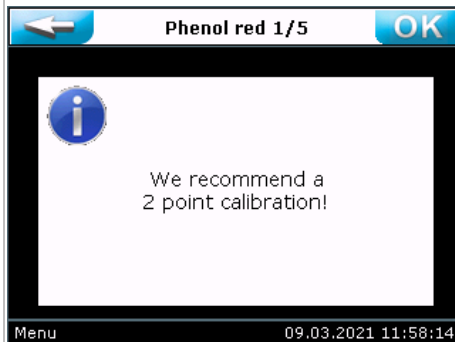 Phenol red 1/5
OK
i
We recommend a
2 point calibration!
Menu
09.03.2021 11:58:14